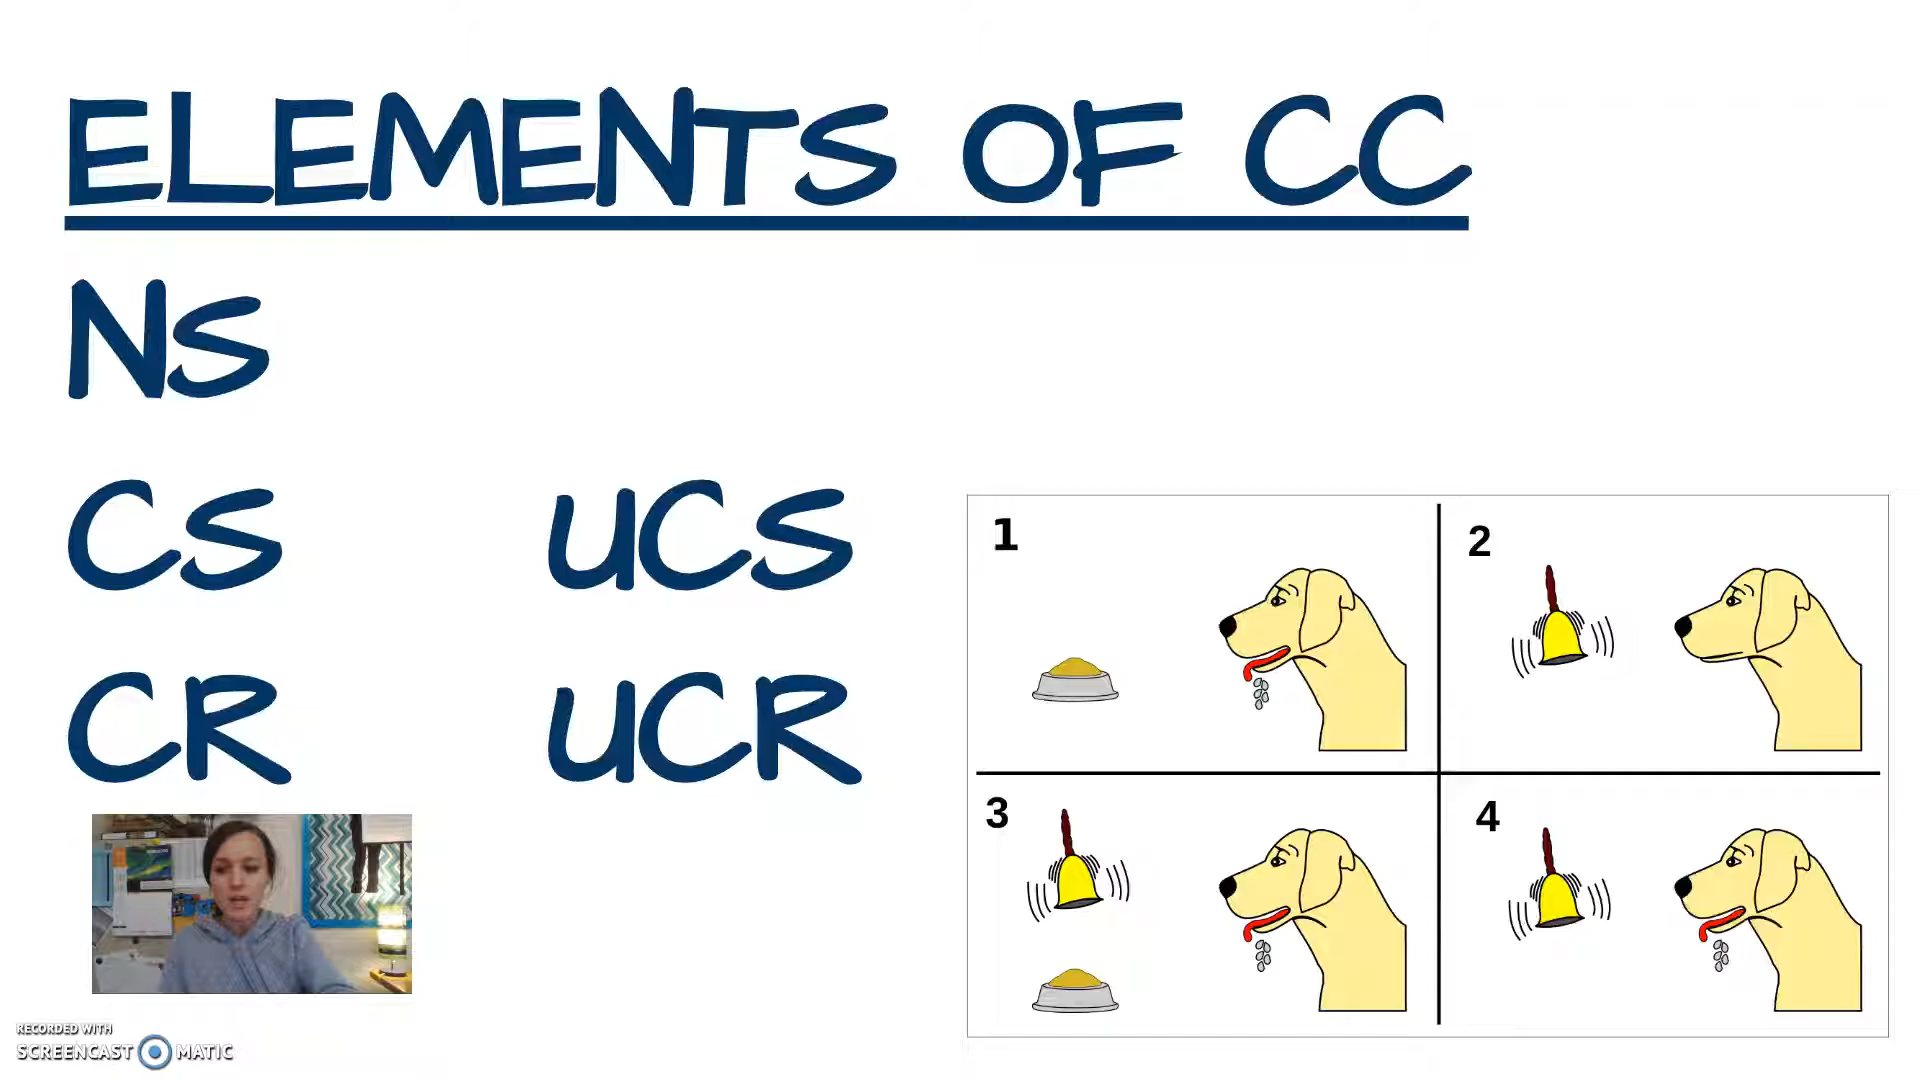 ELEMENTS OF CC
NS
CS UCS
CR UCR
1 2
3 4
RECORDED WITH
SCREENCAST MATIC